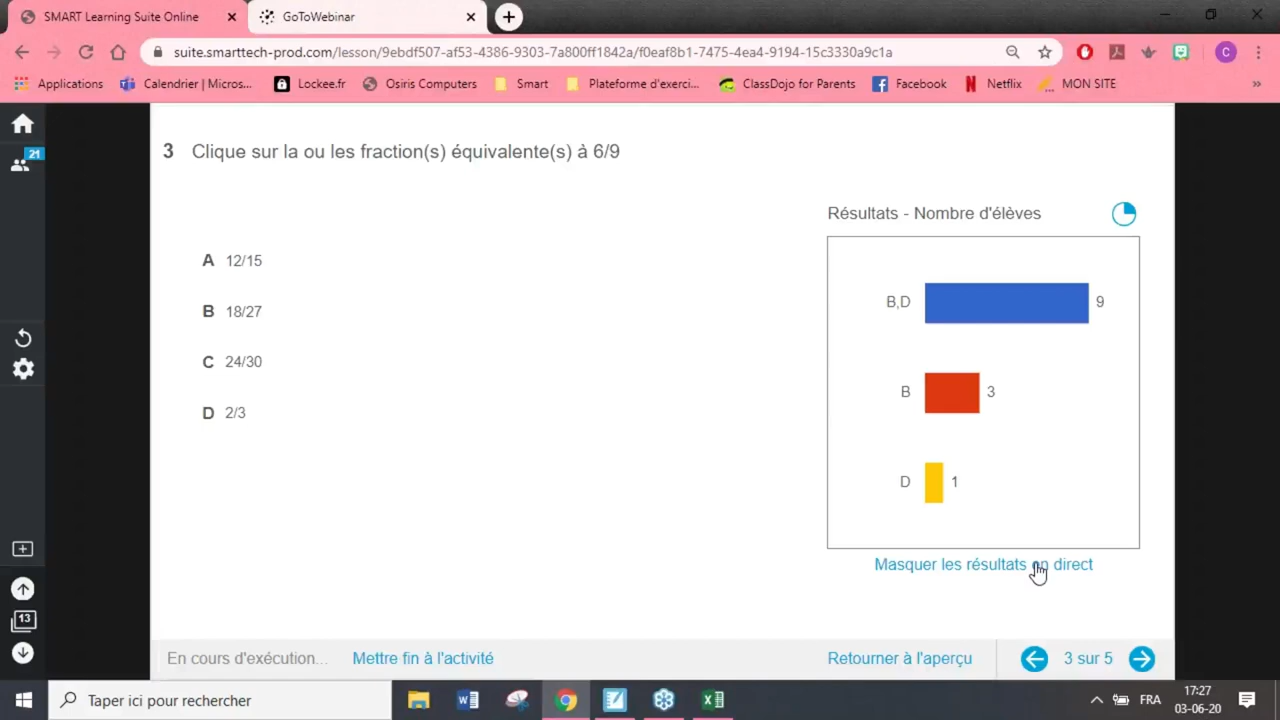 SMART Learning Suite Online
GoToWebinar
suite.smarttech-prod.com/lesson/9ebdf507-af53-4386-9303-7a800ff1842a/f0eaf8b1-7475-4ea4-9194-15c3330a9c1a
C
Applications
Calendrier | Micros...
Lockee.fr
Osiris Computers
Smart
Plateforme d'exerci...
ClassDojo for Parents
Facebook
Netflix
MON SITE
»
21
3 Clique sur la ou les fraction(s) équivalente(s) à 6/9
Résultats - Nombre d'élèves
A 12/15
B 18/27
C 24/30
D 2/3
B,D 9
B 3
D 1
Masquer les résultats en direct
13
En cours d'exécution...
Mettre fin à l'activité
Retourner à l'aperçu
3 sur 5
Taper ici pour rechercher
FRA
17:27
03-06-20